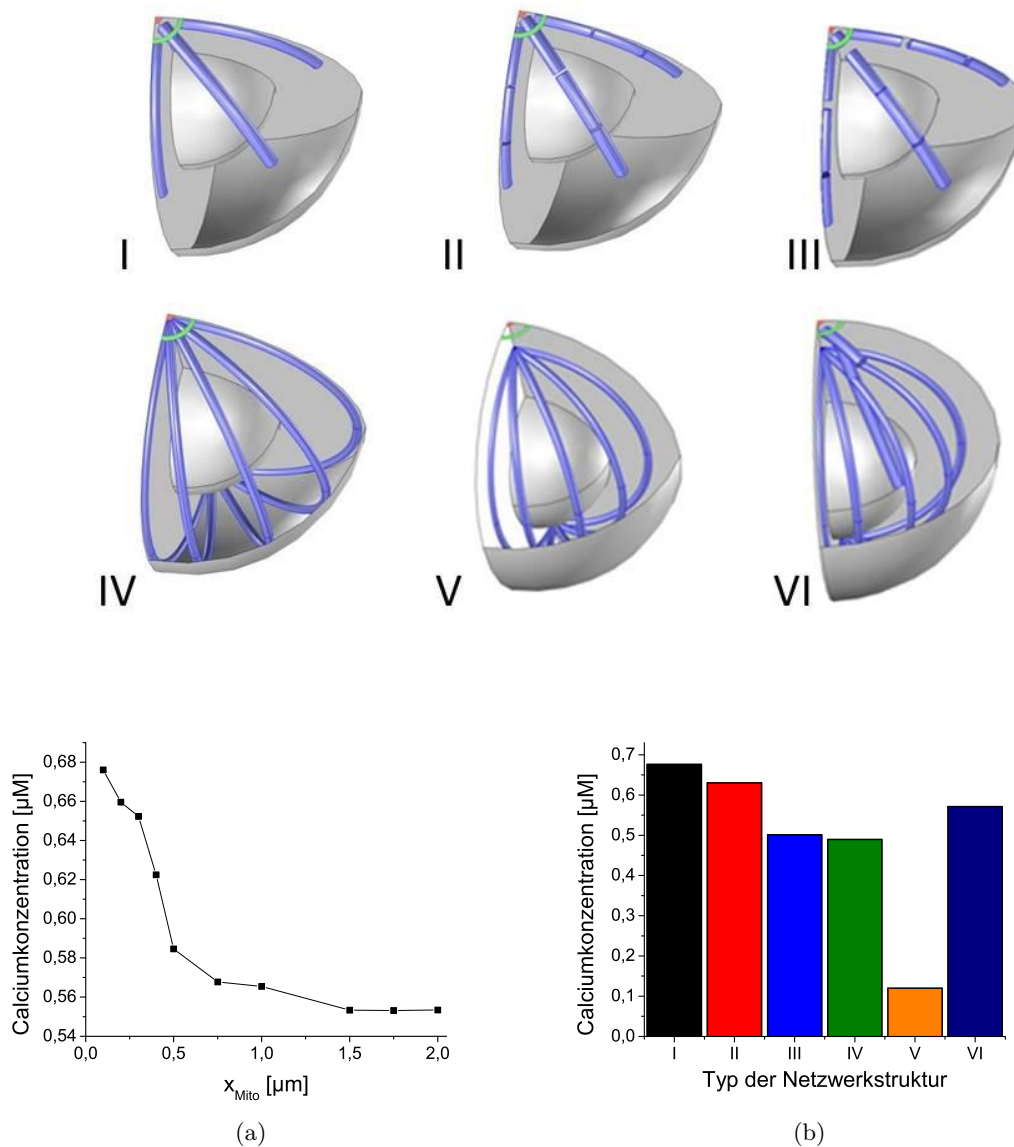 I
II
III
IV
V
VI
Calciumkonzentration [µM]
0,68
0,66
0,64
0,62
0,60
0,58
0,56
0,54
0,0 0,5 1,0 1,5 2,0
x_Mito [µm]
(a)
Calciumkonzentration [µM]
0,7
0,6
0,5
0,4
0,3
0,2
0,1
0,0
I II III IV V VI
Typ der Netzwerkstruktur
(b)